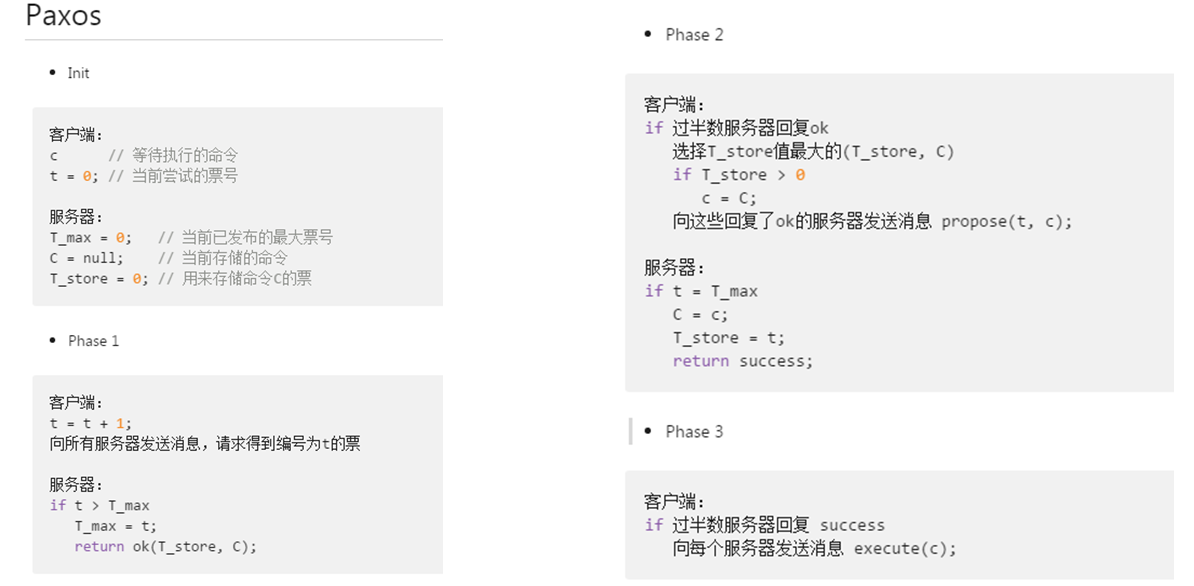 Paxos
• Init
客户端:
c // 等待执行的命令
t = 0; // 当前尝试的票号
服务器:
T_max = 0; // 当前已发布的最大票号
C = null; // 当前存储的命令
T_store = 0; // 用来存储命令C的票
• Phase 1
客户端:
t = t + 1;
向所有服务器发送消息，请求得到编号为t的票
服务器:
if t > T_max
T_max = t;
return ok(T_store, C);
• Phase 2
客户端:
if 过半数服务器回复ok
选择T_store值最大的(T_store, C)
if T_store > 0
c = C;
向这些回复了ok的服务器发送消息 propose(t, c);
服务器:
if t = T_max
C = c;
T_store = t;
return success;
• Phase 3
客户端:
if 过半数服务器回复 success
向每个服务器发送消息 execute(c);